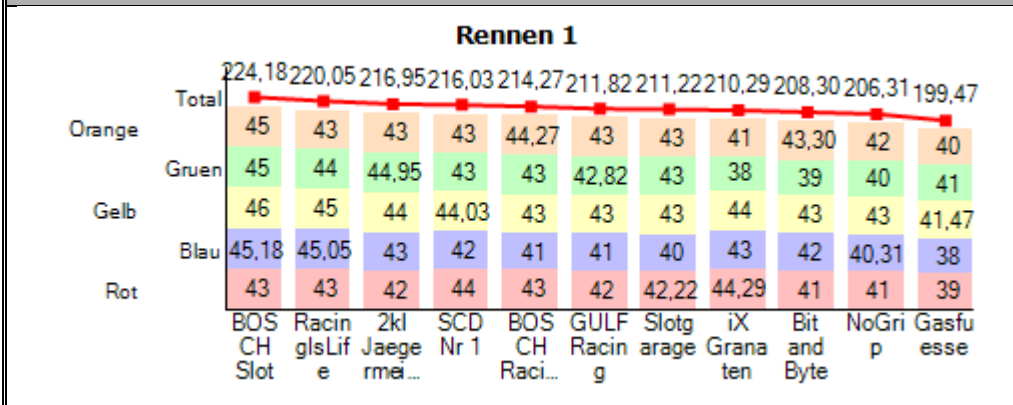 Rennen 1
224,18 220,05 216,95 216,03 214,27 211,82 211,22 210,29 208,30 206,31 199,47
Total
Orange 45 43 43 43 44,27 43 43 41 43,30 42 40
Gruen 45 44 44,95 43 43 42,82 43 38 39 40 41
Gelb 46 45 44 44,03 43 43 43 44 43 43 41,47
Blau 45,18 45,05 43 42 41 41 40 43 42 40,31 38
Rot 43 43 42 44 43 42 42,22 44,29 41 41 39
BOS Racin 2kl SCD BOS GULF Slotg iX Bit NoGri Gasfu
CH gIsLif Jaege Nr 1 CH Racin arage Grana and p esse
Slot e rmei... Raci... g ten Byte